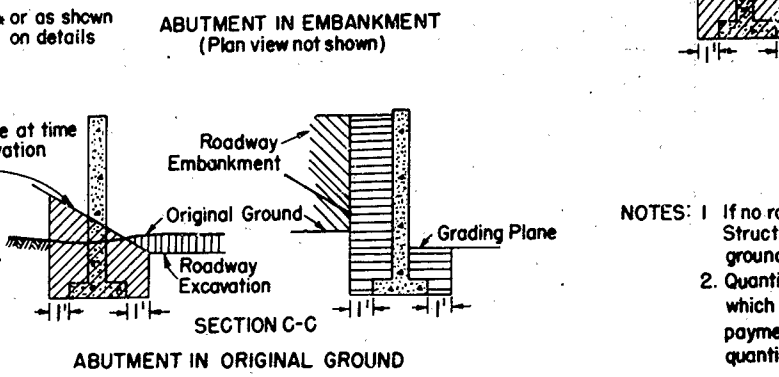 or as shown
on details
ABUTMENT IN EMBANKMENT
(Plan view not shown)
1'
at time
Roadway
Embankment
Original Ground
Grading Plane
Roadway
Excavation
1' 1' 1' 1'
SECTION C-C
ABUTMENT IN ORIGINAL GROUND
NOTES: 1 If no
Struct
ground
2. Quanti
which
payme
quanti